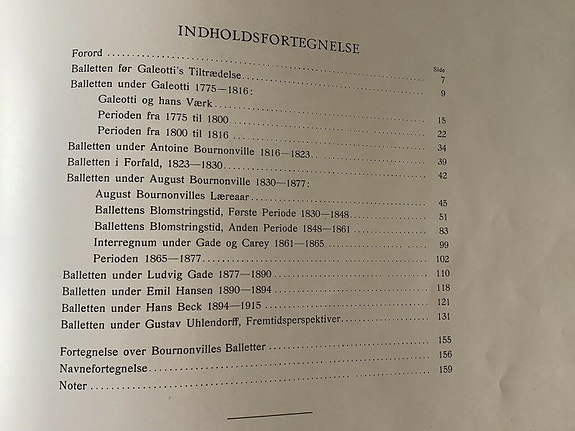 INDHOLDSFORTEGNELSE
Side
Forord ........ 7
Balletten før Galeotti's Tiltrædelse ........ 9
Balletten under Galeotti 1775—1816:
Galeotti og hans Værk ........ 15
Perioden fra 1775 til 1800 ........ 22
Perioden fra 1800 til 1816 ........ 34
Balletten under Antoine Bournonville 1816—1823 ........ 39
Balletten i Forfald, 1823—1830 ........ 42
Balletten under August Bournonville 1830—1877:
August Bournonvilles Læreaar ........ 45
Ballettens Blomstringstid, Første Periode 1830—1848 ........ 51
Ballettens Blomstringstid, Anden Periode 1848—1861 ........ 83
Interregnum under Gade og Carey 1861—1865 ........ 99
Perioden 1865—1877 ........ 102
Balletten under Ludvig Gade 1877—1890 ........ 110
Balletten under Emil Hansen 1890—1894 ........ 118
Balletten under Hans Beck 1894—1915 ........ 121
Balletten under Gustav Uhlendorff, Fremtidsperspektiver ........ 131
Fortegnelse over Bournonvilles Balletter ........ 155
Navnefortegnelse ........ 156
Noter ........ 159